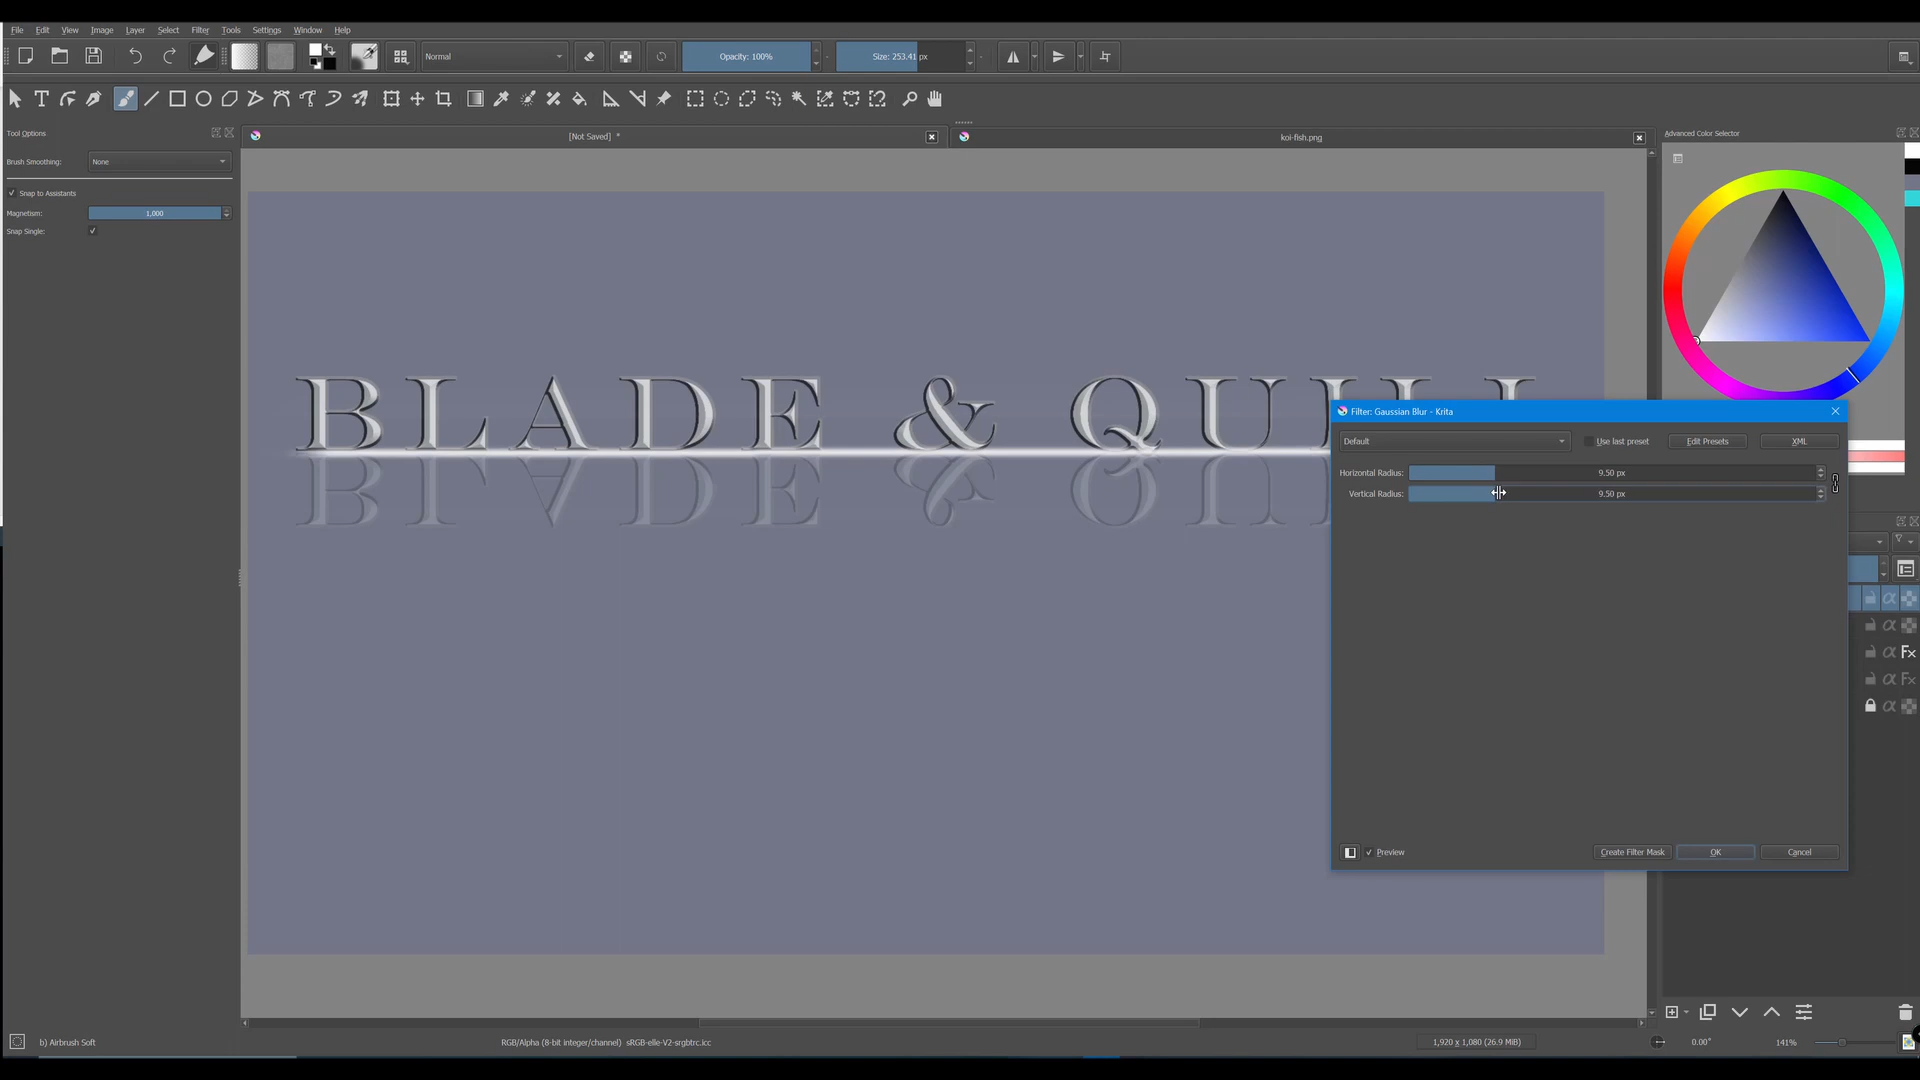 File Edit View Image Layer Select Filter Tools Settings Window Help
Normal
Opacity: 100%
Size: 253.41 px
Tool Options
[Not Saved] *
koi-fish.png
Advanced Color Selector
Brush Smoothing: None
Snap to Assistants
Magnetism: 1,000
Snap Single:
BLADE & QUILL
Filter: Gaussian Blur - Krita
Default
Use last preset
Edit Presets
XML
Horizontal Radius: 9.50 px
Vertical Radius: 9.50 px
Preview
Create Filter Mask
OK
Cancel
b) Airbrush Soft
RGB/Alpha (8-bit integer/channel) sRGB-elle-V2-srgbtrc.icc
1,920 x 1,080 (26.9 MiB)
0.00°
141%